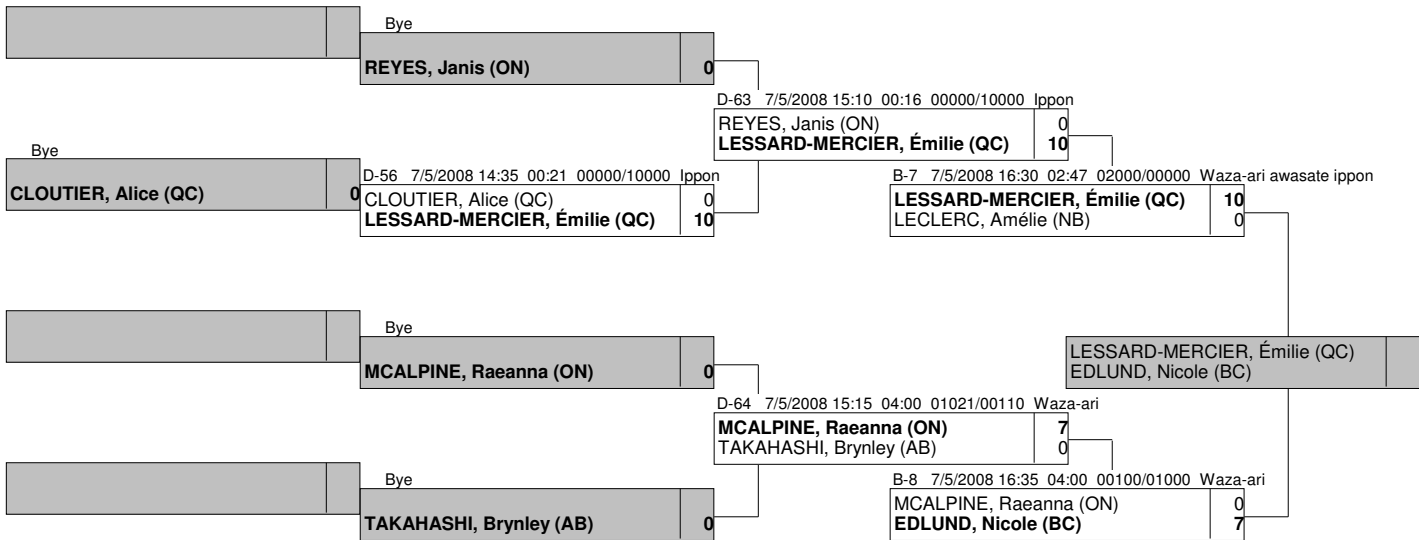 Bye
REYES, Janis (ON) 0
D-63 7/5/2008 15:10 00:16 00000/10000 Ippon
REYES, Janis (ON) 0
LESSARD-MERCIER, Émilie (QC) 10
Bye
CLOUTIER, Alice (QC) 0
D-56 7/5/2008 14:35 00:21 00000/10000 Ippon
CLOUTIER, Alice (QC) 0
LESSARD-MERCIER, Émilie (QC) 10
B-7 7/5/2008 16:30 02:47 02000/00000 Waza-ari awasate ippon
LESSARD-MERCIER, Émilie (QC) 10
LECLERC, Amélie (NB) 0
Bye
MCALPINE, Raeanna (ON) 0
LESSARD-MERCIER, Émilie (QC)
EDLUND, Nicole (BC)
D-64 7/5/2008 15:15 04:00 01021/00110 Waza-ari
MCALPINE, Raeanna (ON) 7
TAKAHASHI, Brynley (AB) 0
Bye
TAKAHASHI, Brynley (AB) 0
B-8 7/5/2008 16:35 04:00 00100/01000 Waza-ari
MCALPINE, Raeanna (ON) 0
EDLUND, Nicole (BC) 7